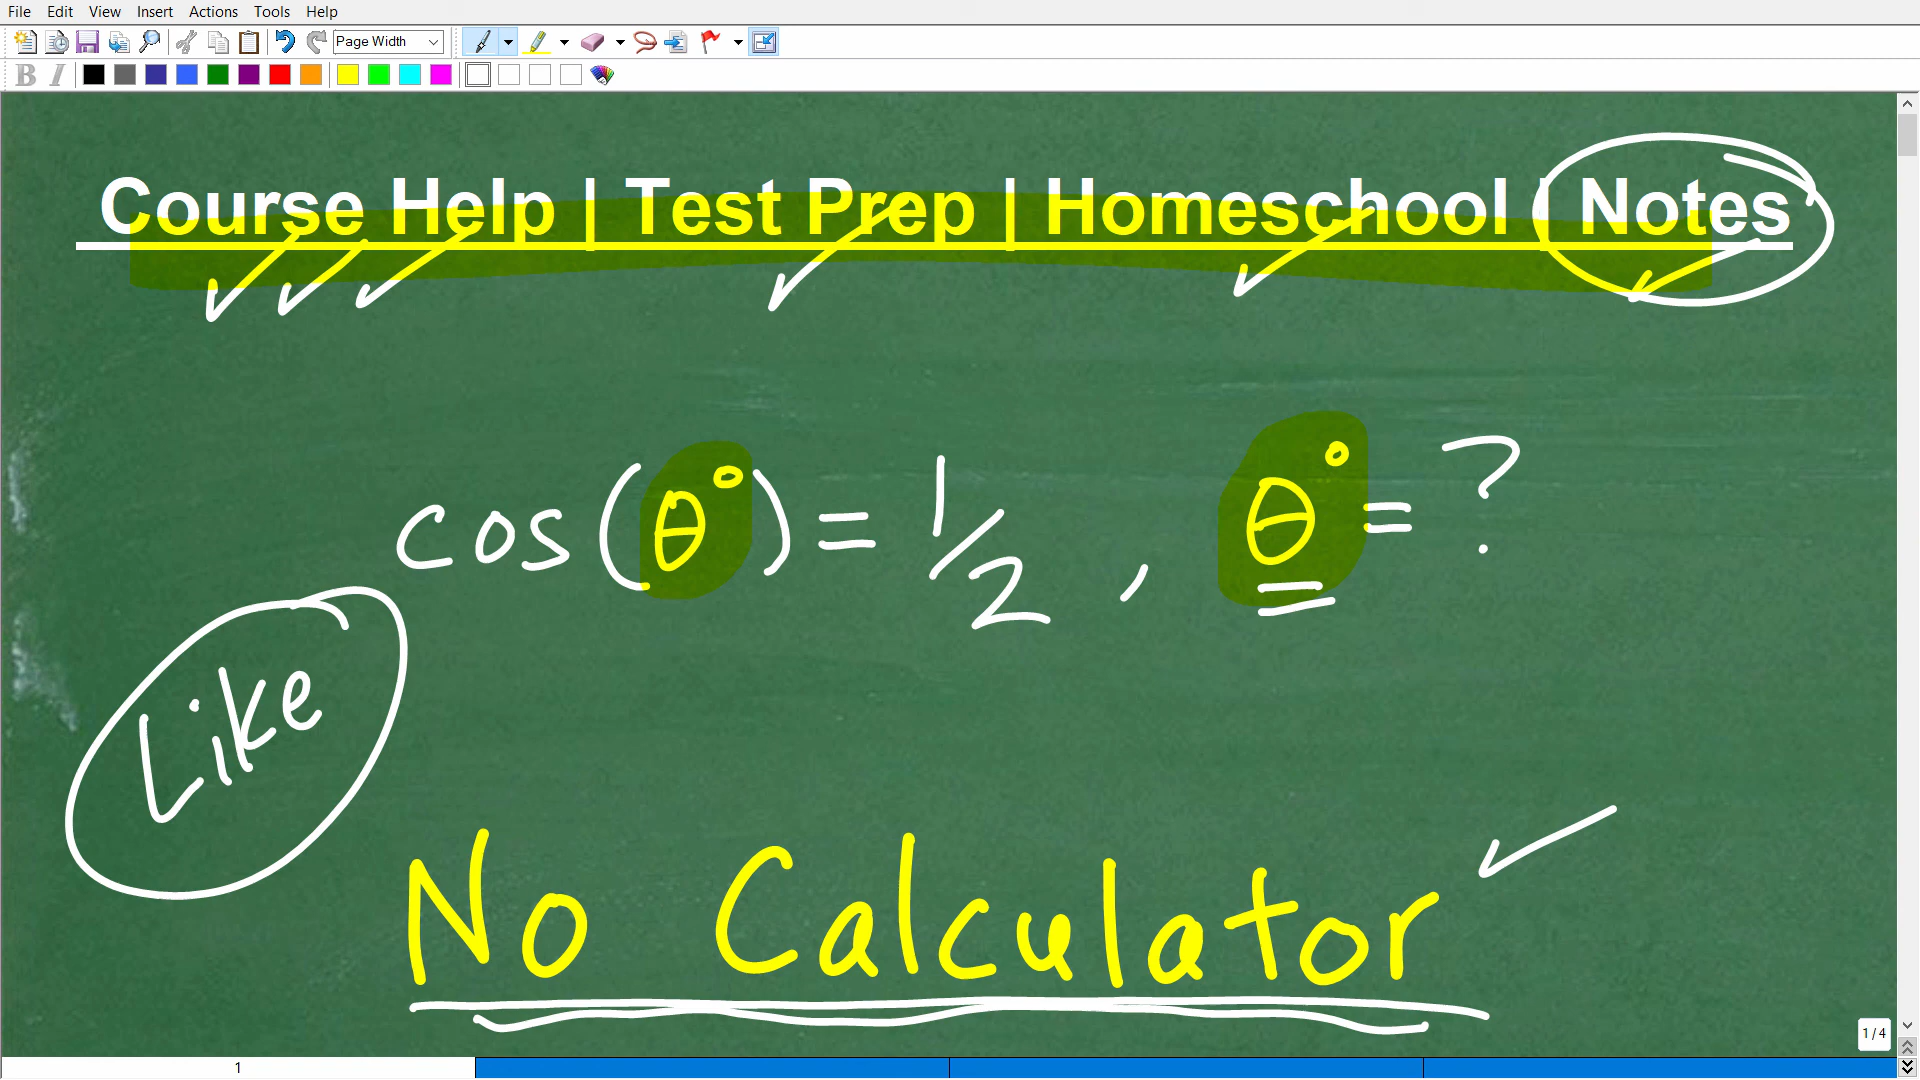 File Edit View Insert Actions Tools Help
Page Width
B I
Course Help | Test Prep | Homeschool | Notes
cos(θ°) = 1/2 , θ° = ?
Like
No Calculator
1 / 4
1